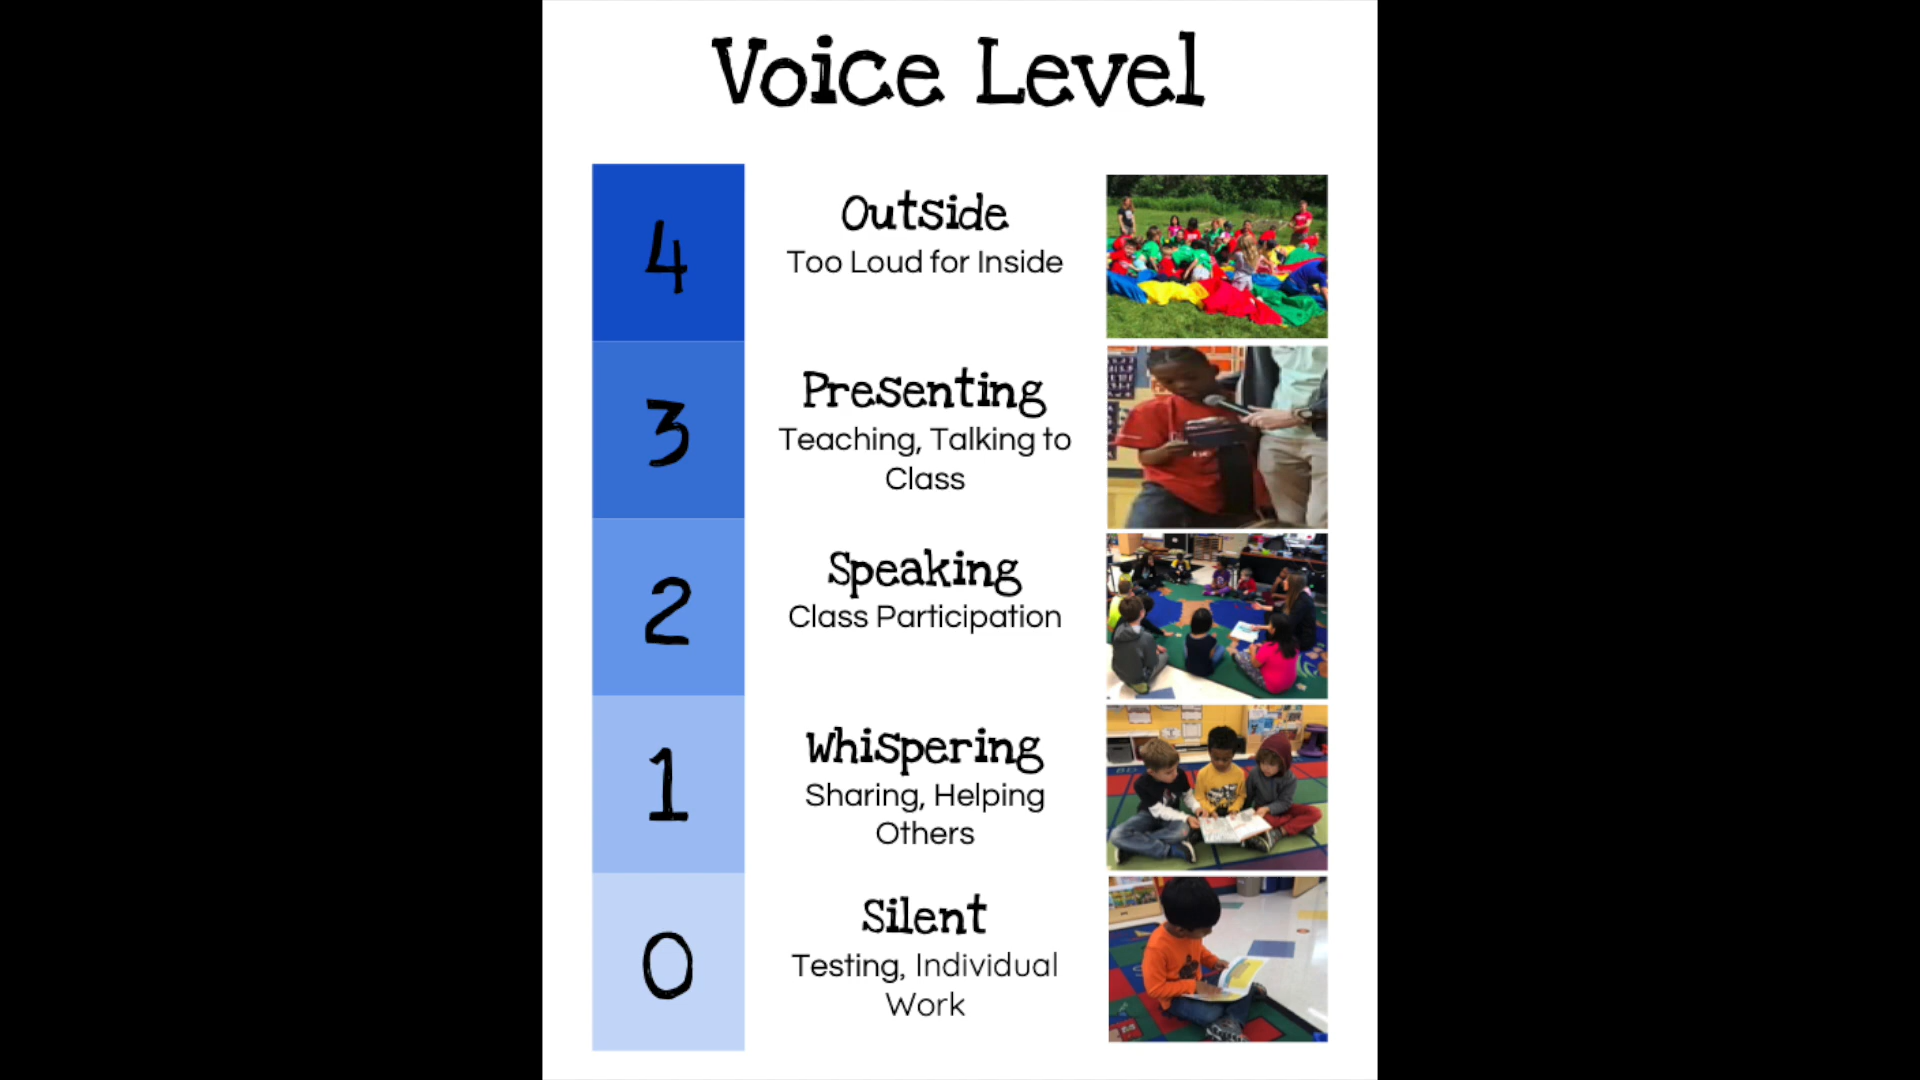 Voice Level
4
Outside
Too Loud for Inside
3
Presenting
Teaching, Talking to
Class
2
Speaking
Class Participation
1
Whispering
Sharing, Helping
Others
0
Silent
Testing, Individual
Work